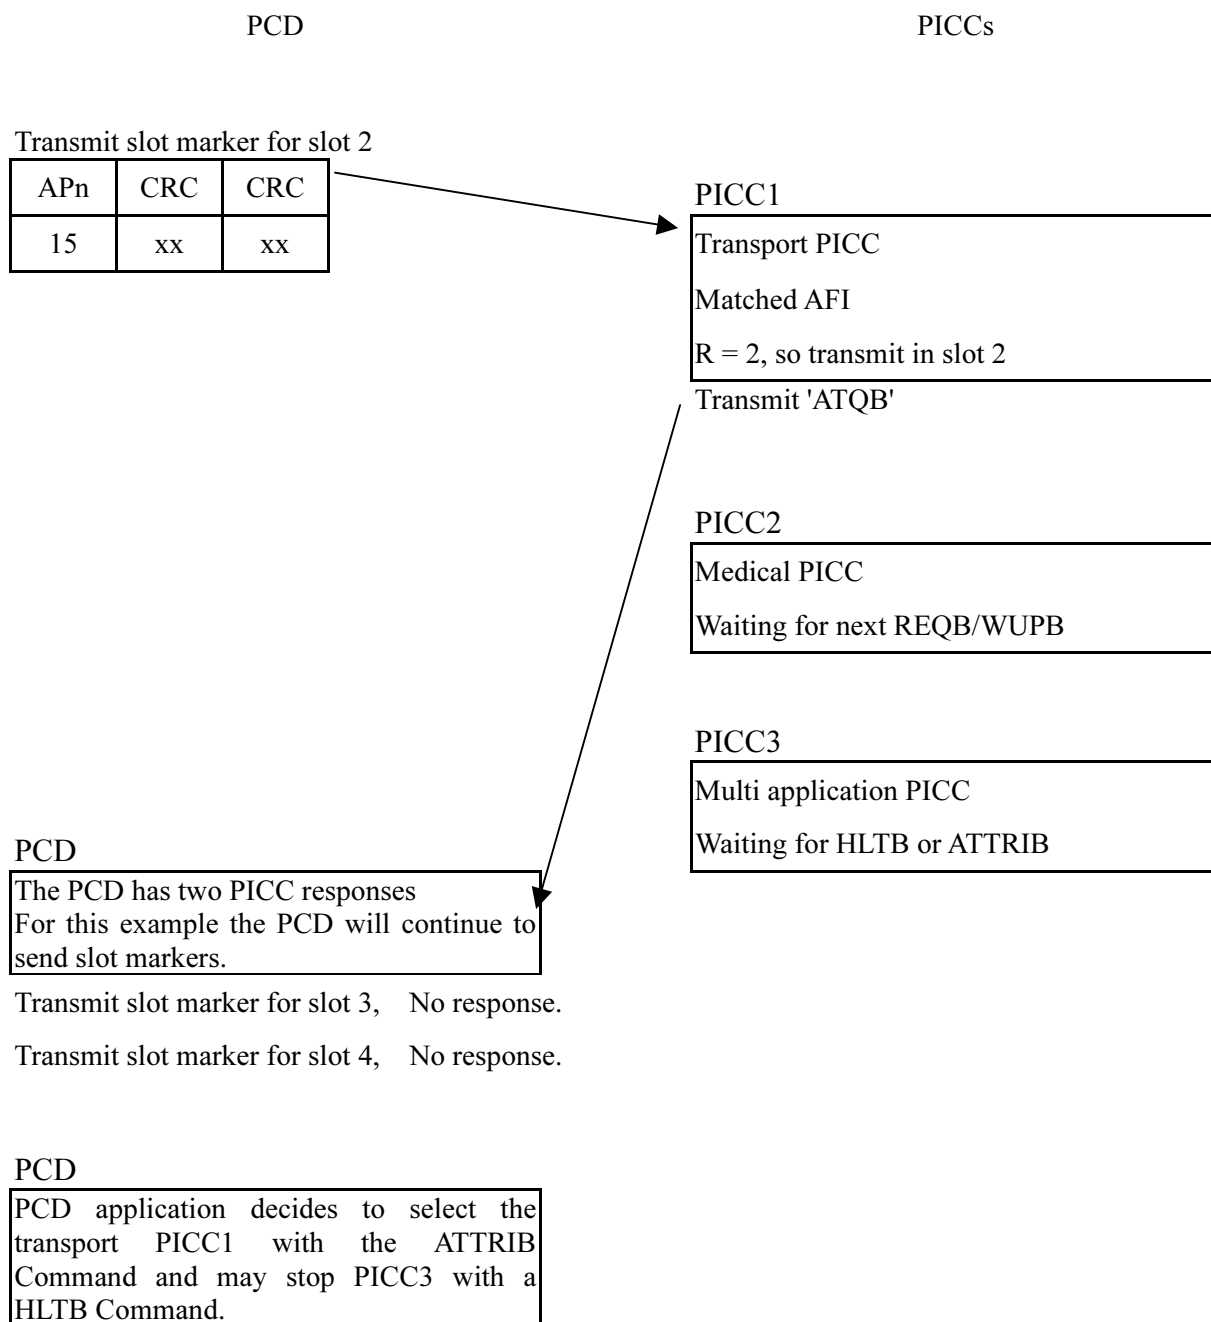 PCD PICCs
Transmit slot marker for slot 2
APn CRC CRC
15 xx xx
PICC1
Transport PICC
Matched AFI
R = 2, so transmit in slot 2
Transmit 'ATQB'
PICC2
Medical PICC
Waiting for next REQB/WUPB
PICC3
Multi application PICC
Waiting for HLTB or ATTRIB
PCD
The PCD has two PICC responses
For this example the PCD will continue to
send slot markers.
Transmit slot marker for slot 3, No response.
Transmit slot marker for slot 4, No response.
PCD
PCD application decides to select the
transport PICC1 with the ATTRIB
Command and may stop PICC3 with a
HLTB Command.